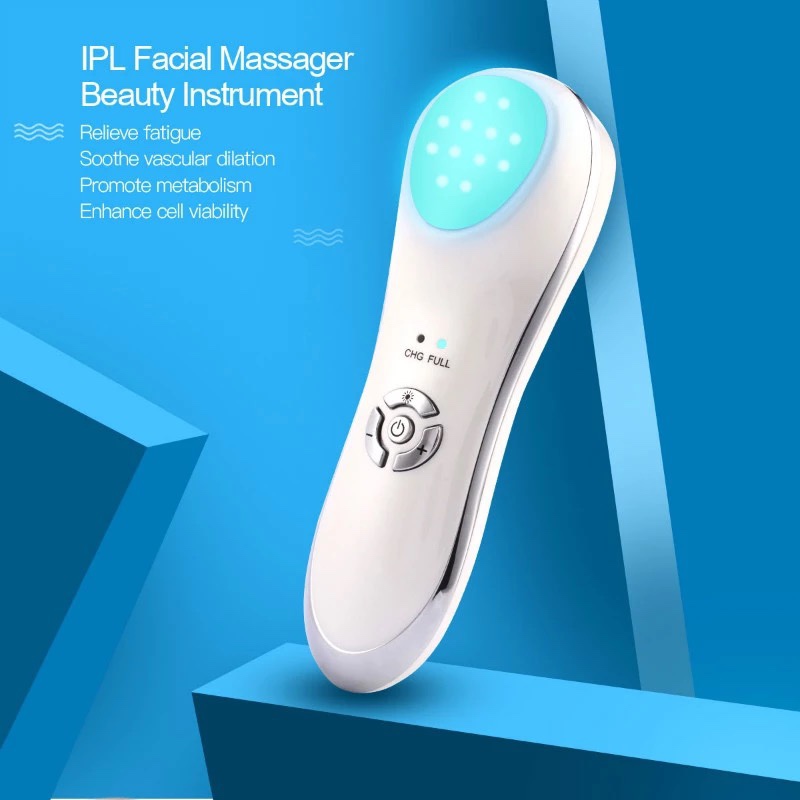 IPL Facial Massager
Beauty Instrument
Relieve fatigue
Soothe vascular dilation
Promote metabolism
Enhance cell viability
CHG FULL
- +